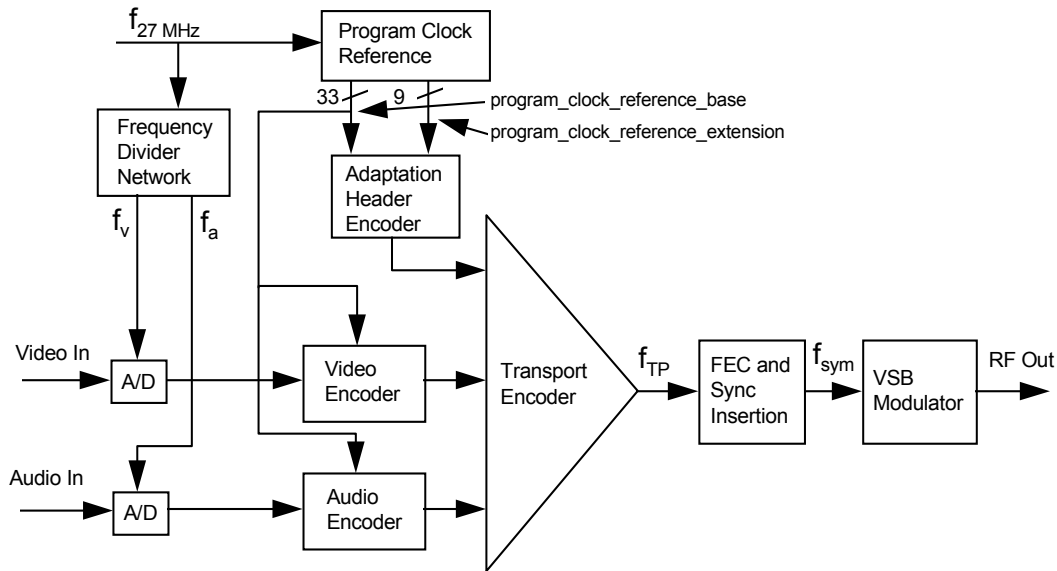 f27 MHz
Program Clock
Reference
33
9
program_clock_reference_base
program_clock_reference_extension
Frequency
Divider
Network
Adaptation
Header
Encoder
fv
fa
Video In
A/D
Video
Encoder
Transport
Encoder
fTP
FEC and
Sync
Insertion
fsym
VSB
Modulator
RF Out
Audio In
A/D
Audio
Encoder